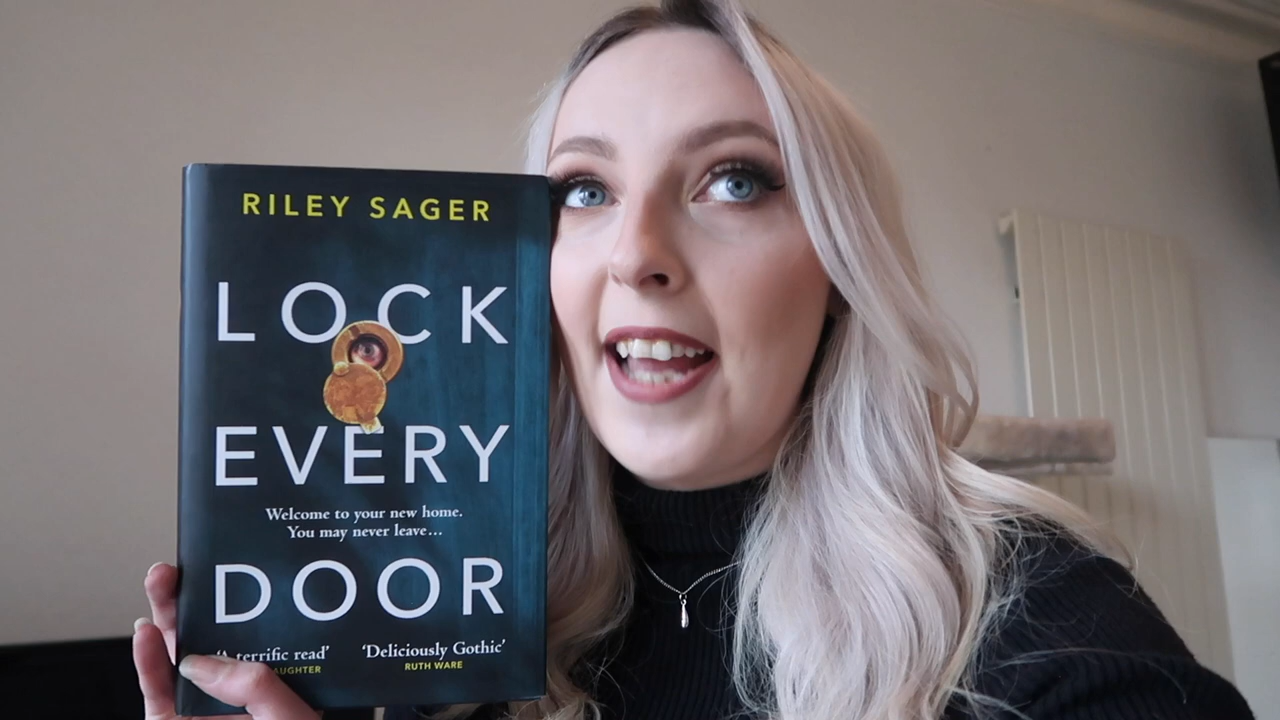 RILEY SAGER
LOCK
EVERY
Welcome to your new home.
You may never leave...
DOOR
'A terrific read' 'Deliciously Gothic'
AUGHTER RUTH WARE